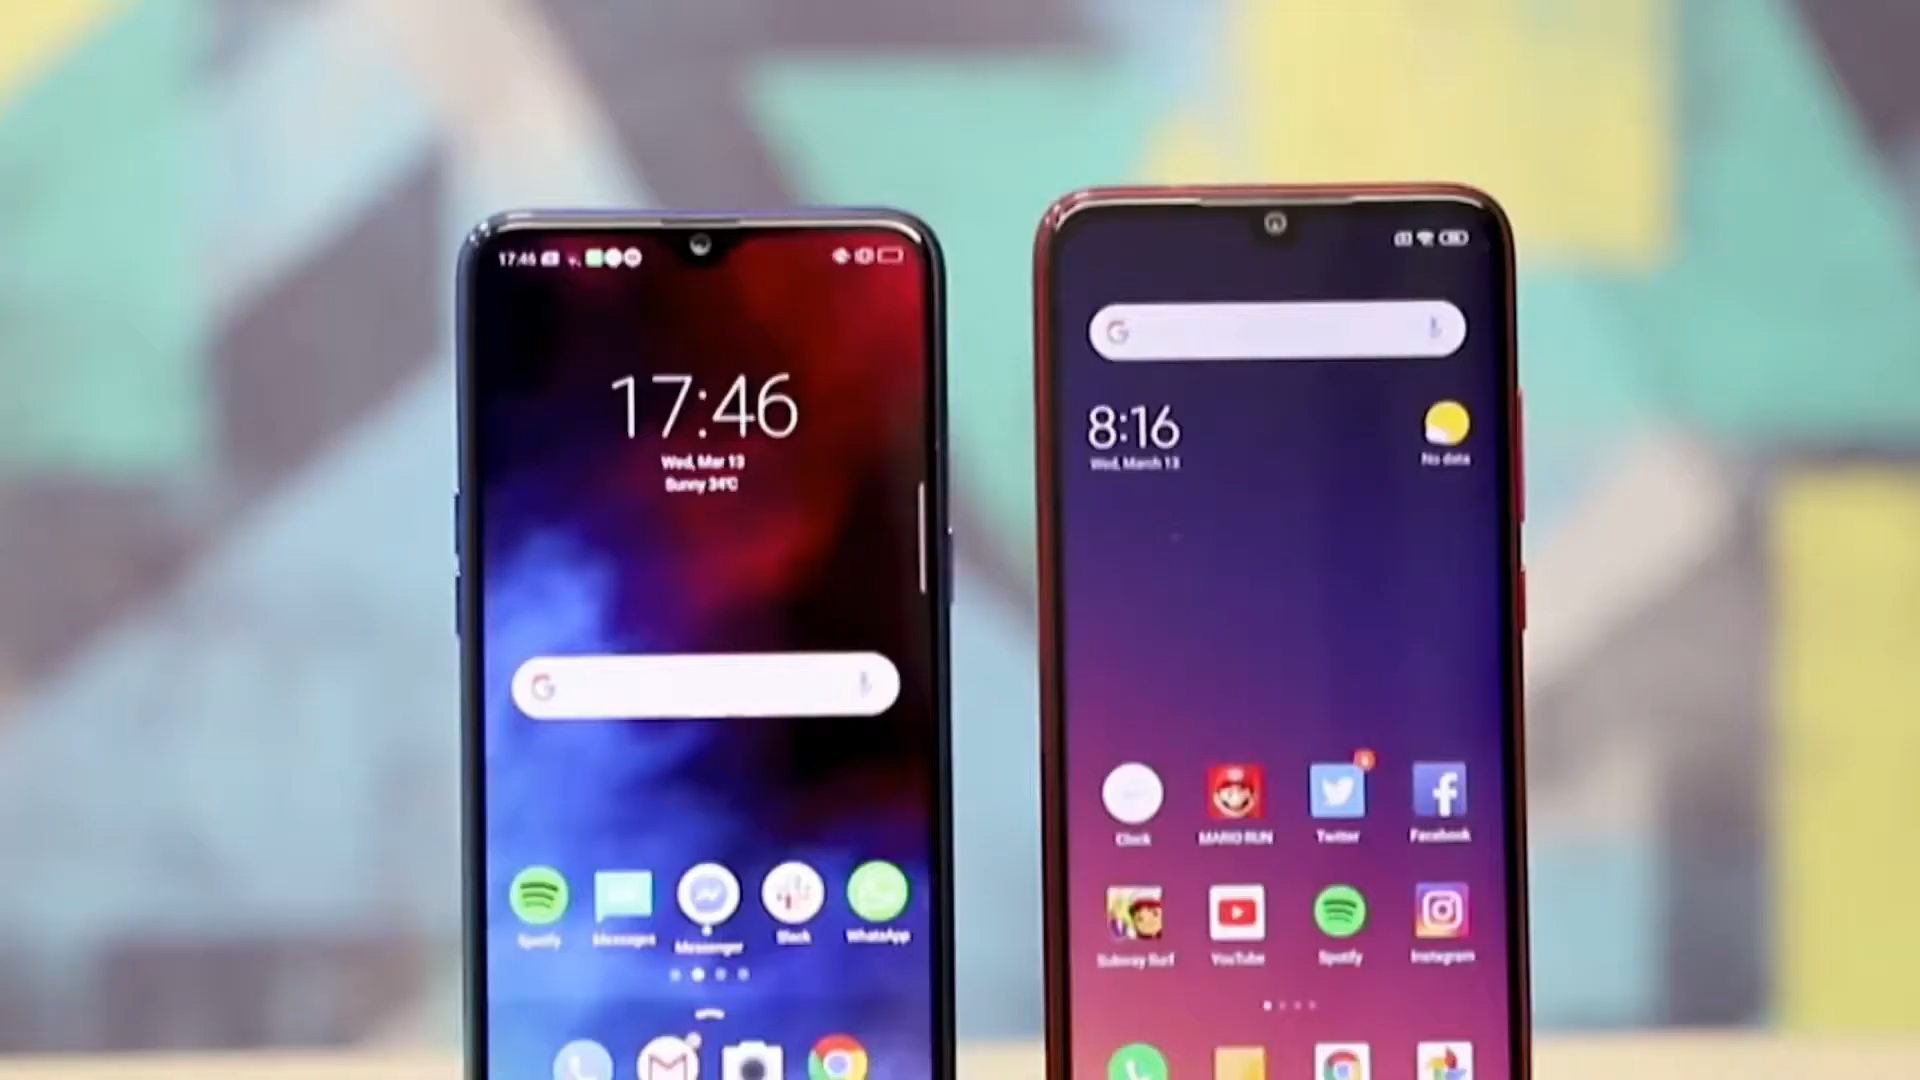 17:46
17:46
Wed, Mar 13
Sunny 34°C
Spotify
Messages
Messenger
Slack
WhatsApp
8:16
Wed, March 13
No data
Clock
MARIO RUN
Twitter
Facebook
Subway Surf
YouTube
Spotify
Instagram